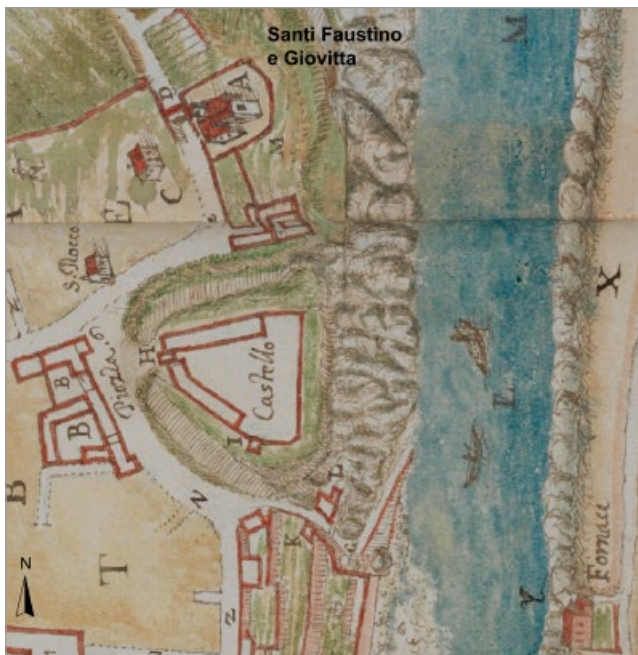 Santi Faustino
e Giovitta
M
A
D
M
C
E
S. Rocco
X
H
Castello
Piazza
B
B
I
E
L
B
N
K
T
Z
Fornace
Y
N